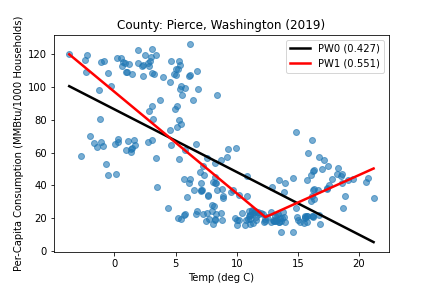 County: Pierce, Washington (2019)
PW0 (0.427)
PW1 (0.551)
Per-Capita Consumption (MMBtu/1000 Households)
120
100
80
60
40
20
0
0 5 10 15 20
Temp (deg C)